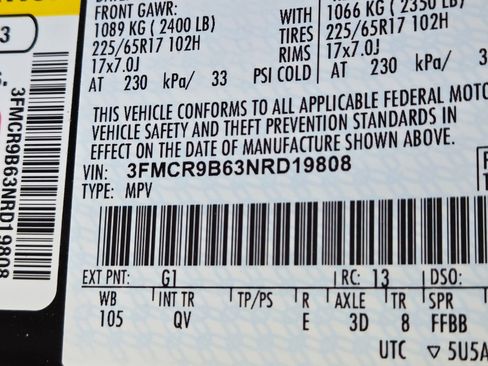 FRONT GAWR:
1089 KG ( 2400 LB)
225/65R17 102H
17x7.0J
AT 230 kPa/ 33
WITH
TIRES
RIMS
PSI COLD
1066 KG ( 2350 LB)
225/65R17 102H
17x7.0J
AT 230 kPa/ 33
THIS VEHICLE CONFORMS TO ALL APPLICABLE FEDERAL MOTO
VEHICLE SAFETY AND THEFT PREVENTION STANDARDS IN
EFFECT ON THE DATE OF MANUFACTURE SHOWN ABOVE.
VIN: 3FMCR9B63NRD19808
TYPE: MPV
EXT PNT: G1 RC: 13 DSO:
WB INT TR TP/PS R AXLE TR SPR
105 QV E 3D 8 FFBB
UTC ▽ 5U5A
3
S.
3FMCR9B63NRD19808